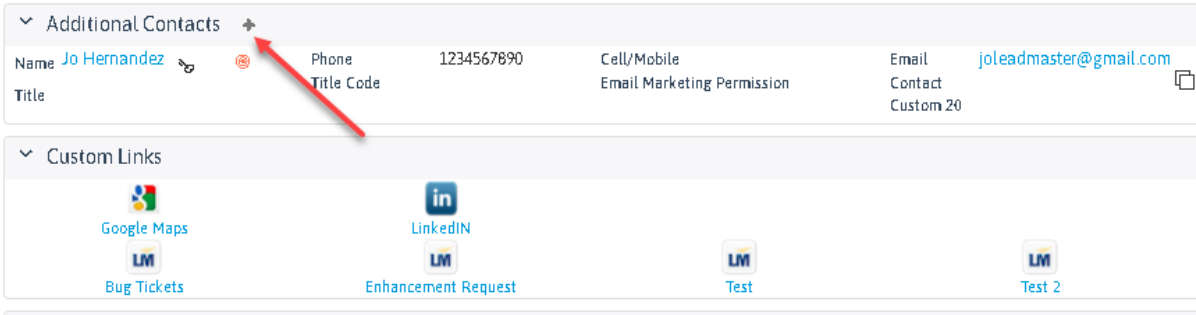 Additional Contacts
Name Jo Hernandez Phone 1234567890 Cell/Mobile Email joleadmaster@gmail.com
Title Title Code Email Marketing Permission Contact Custom 20
Custom Links
in
Google Maps LinkedIN
LM LM LM LM
Bug Tickets Enhancement Request Test Test 2